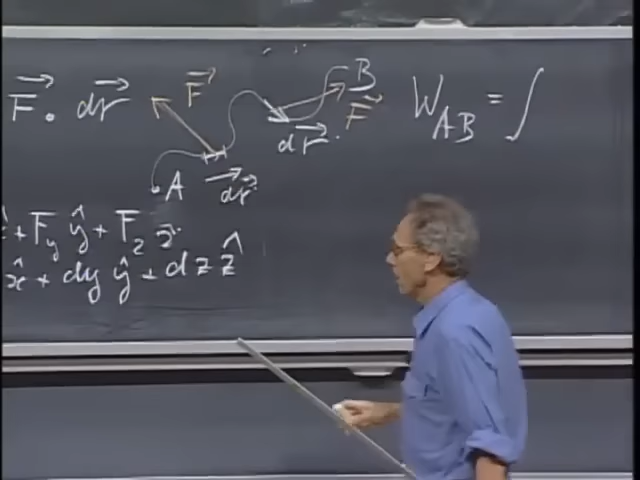 F⃗ · dr⃗
F⃗
B
F⃗
dr⃗.
A
dr⃗.
W_AB = ∫
+ F_y ŷ + F_z ẑ
x̂ + dy ŷ + dz ẑ